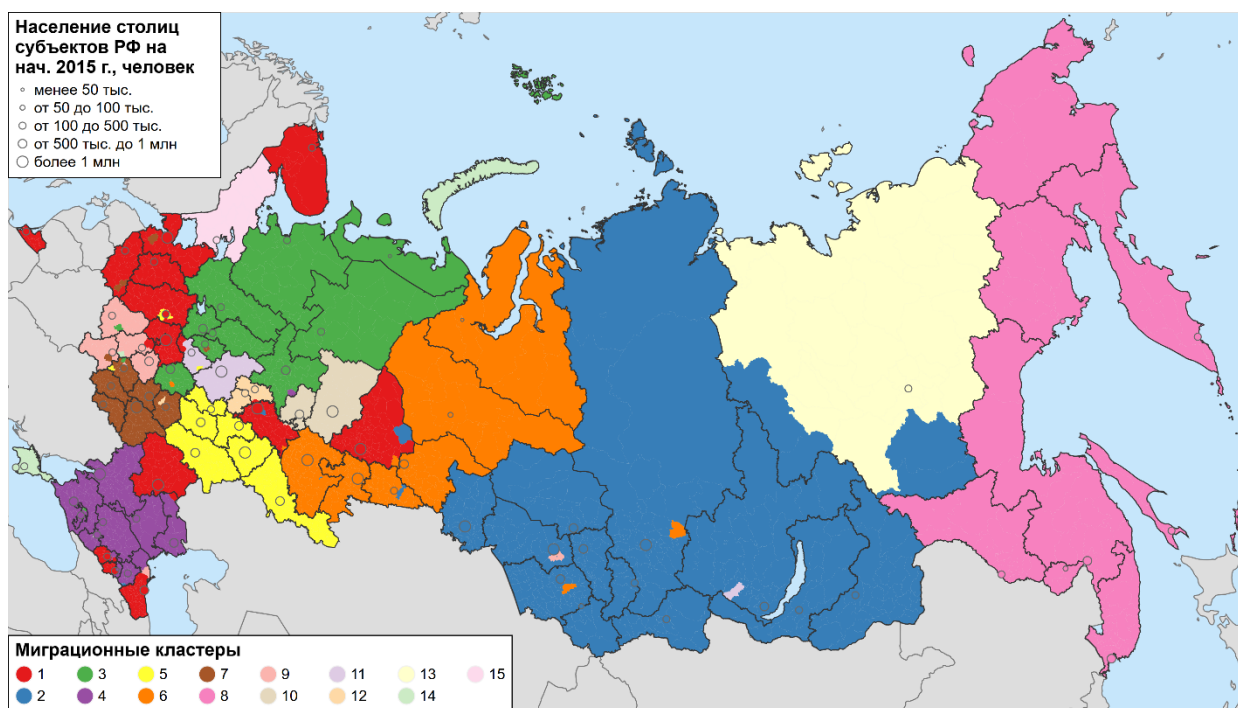 Население столиц
субъектов РФ на
нач. 2015 г., человек
менее 50 тыс.
от 50 до 100 тыс.
от 100 до 500 тыс.
от 500 тыс. до 1 млн
более 1 млн
Миграционные кластеры
1 3 5 7 9 11 13 15
2 4 6 8 10 12 14